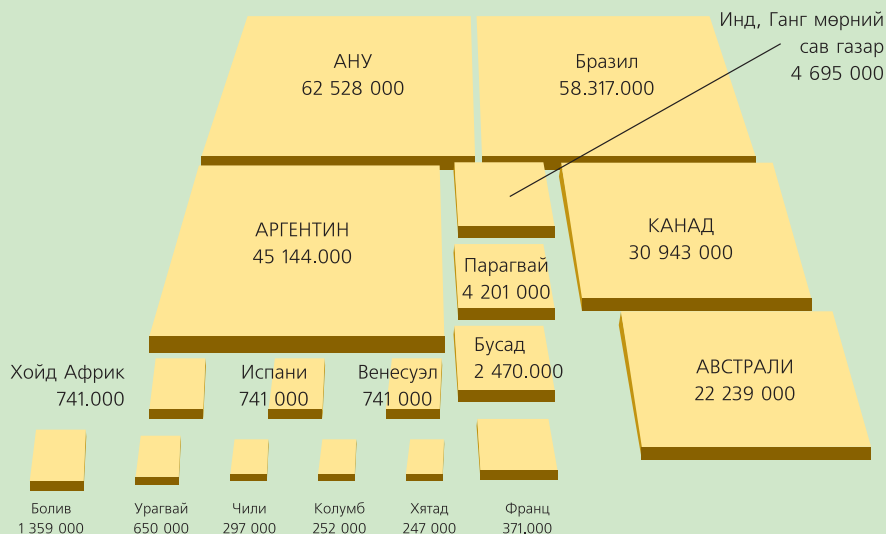 АНУ
62 528 000
Бразил
58.317.000
Инд, Ганг мөрний
сав газар
4 695 000
АРГЕНТИН
45 144.000
КАНАД
30 943 000
Парагвай
4 201 000
Бусад
2 470.000
АВСТРАЛИ
22 239 000
Хойд Африк
741.000
Испани
741 000
Венесуэл
741 000
Болив
1 359 000
Урагвай
650 000
Чили
297 000
Колумб
252 000
Хятад
247 000
Франц
371,000